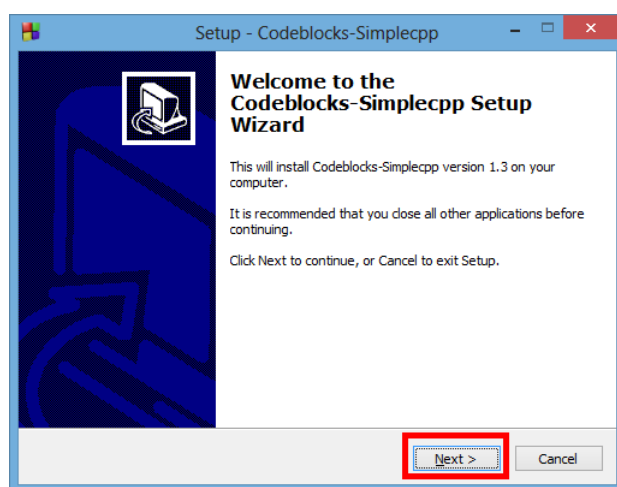 Setup - Codeblocks-Simplecpp
Welcome to the
Codeblocks-Simplecpp Setup
Wizard
This will install Codeblocks-Simplecpp version 1.3 on your
computer.
It is recommended that you close all other applications before
continuing.
Click Next to continue, or Cancel to exit Setup.
Next >
Cancel